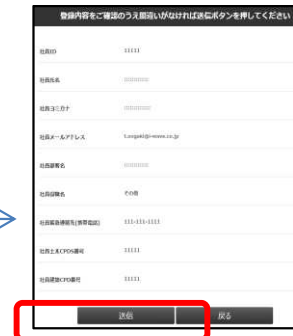 登録内容をご確認のうえ間違いがなければ送信ボタンを押してください
社員ID 11111
社員氏名
社員ヨミガナ
社員メールアドレス
社員部署名
社員役職名 その他
社員緊急連絡先(携帯電話) 111-111-1111
社員土木CPDS番号 11111
社員建築CPD番号 11111
送信 戻る